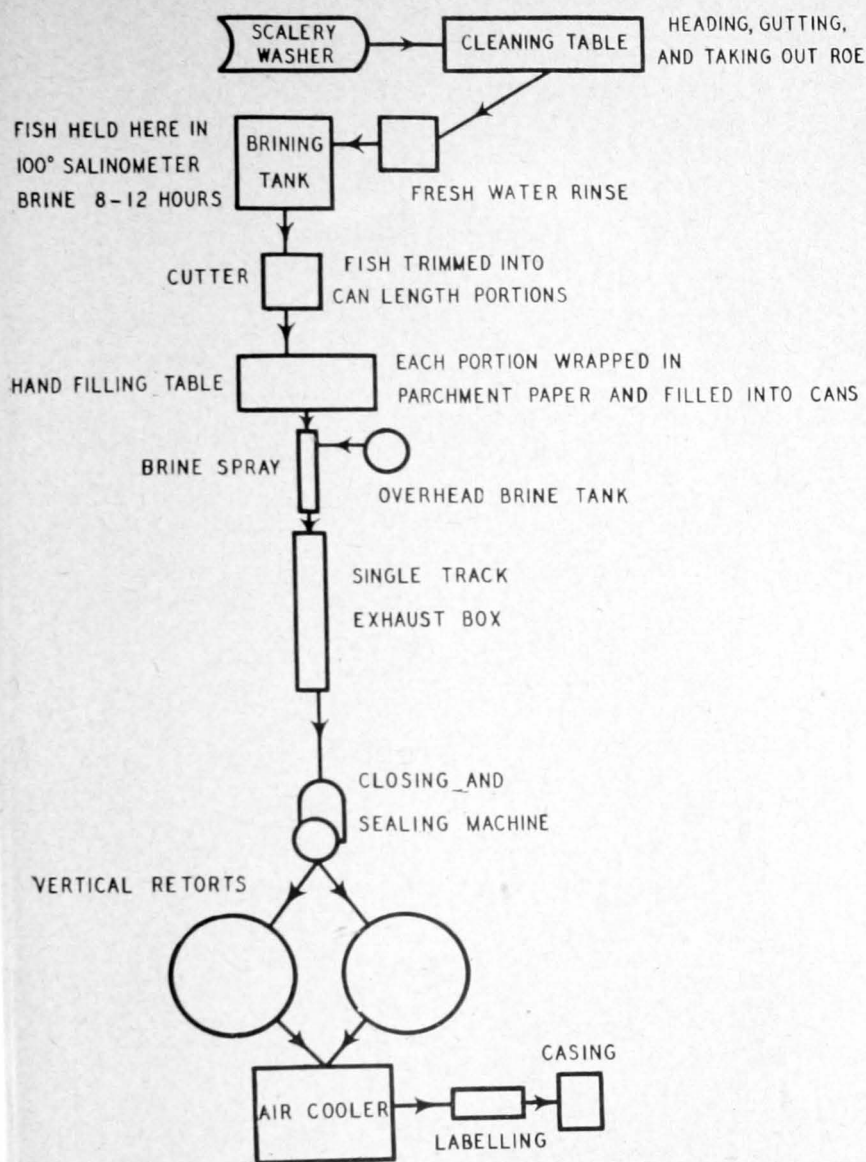 SCALERY
WASHER
CLEANING TABLE
HEADING, GUTTING,
AND TAKING OUT ROE
FISH HELD HERE IN
100° SALINOMETER
BRINE 8-12 HOURS
BRINING
TANK
FRESH WATER RINSE
CUTTER
FISH TRIMMED INTO
CAN LENGTH PORTIONS
HAND FILLING TABLE
EACH PORTION WRAPPED IN
PARCHMENT PAPER AND FILLED INTO CANS
BRINE SPRAY
OVERHEAD BRINE TANK
SINGLE TRACK
EXHAUST BOX
CLOSING AND
SEALING MACHINE
VERTICAL RETORTS
AIR COOLER
LABELLING
CASING